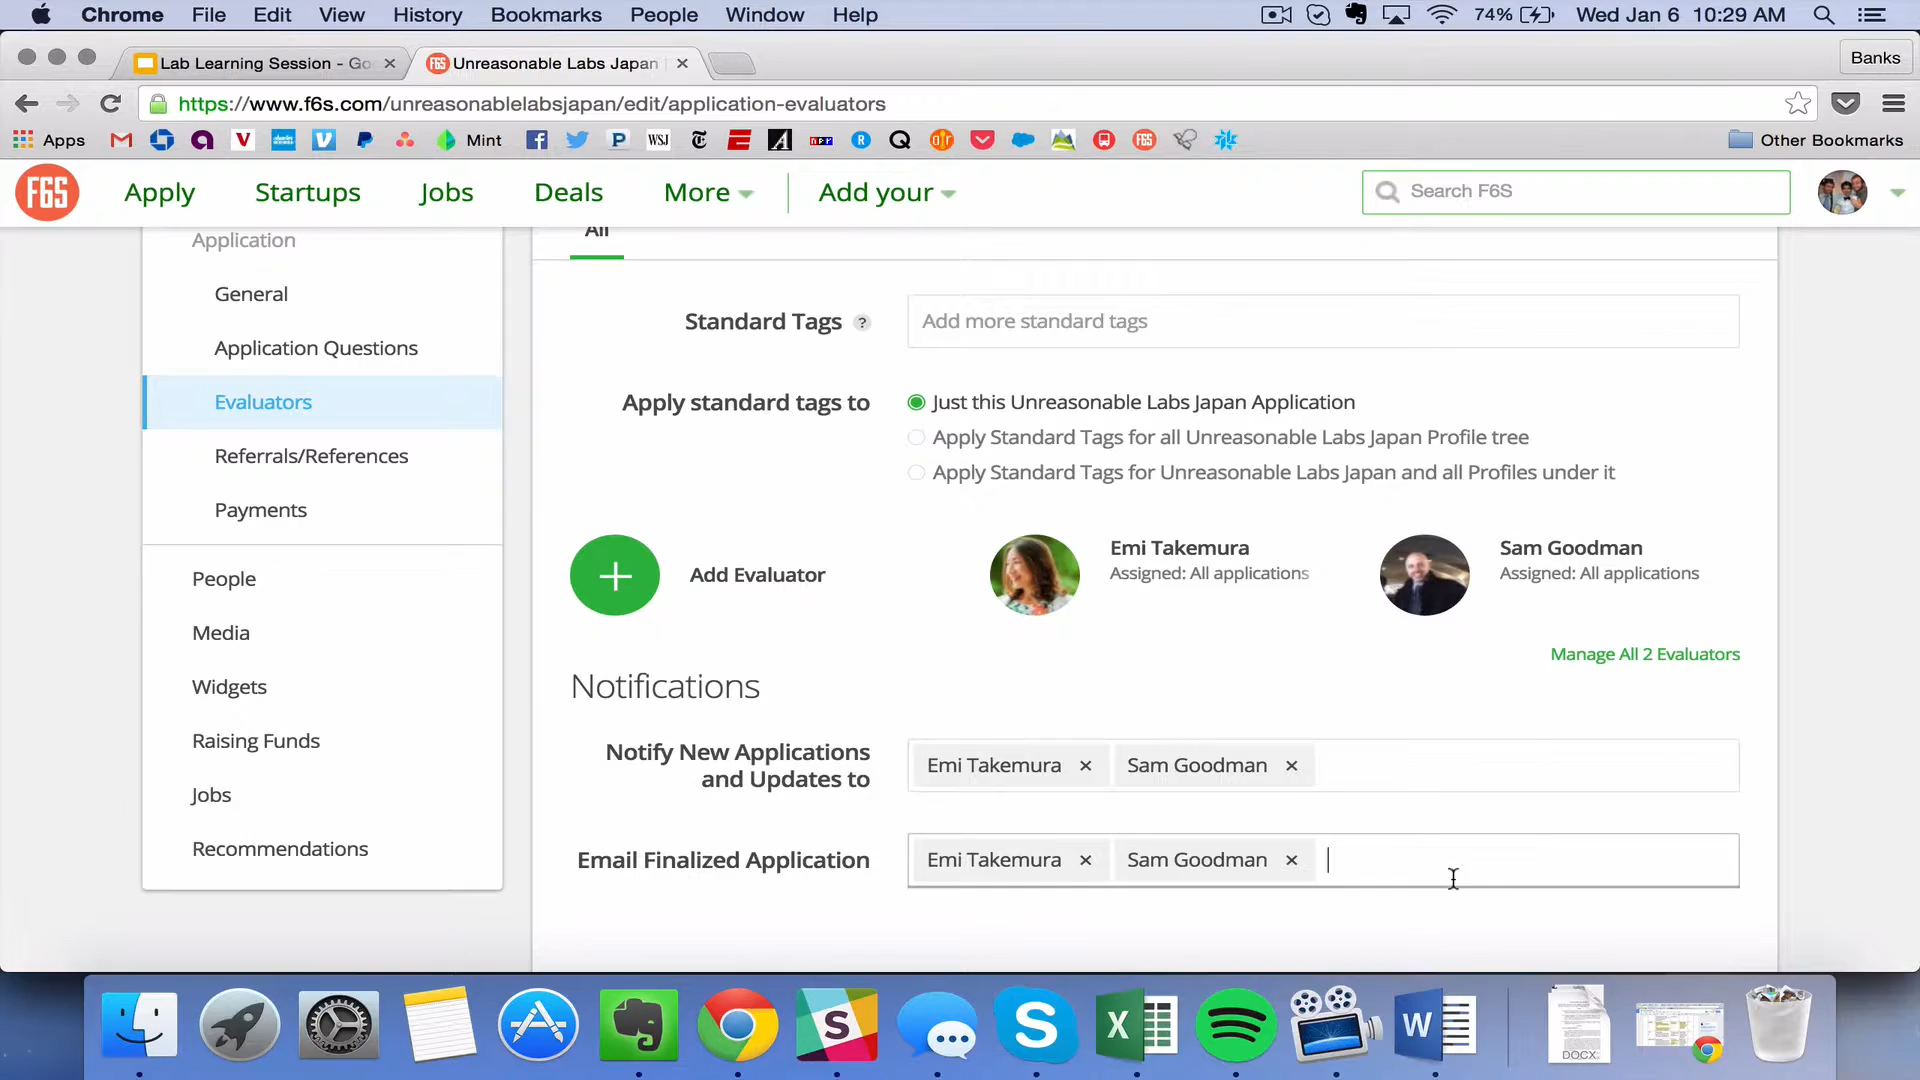 Chrome File Edit View History Bookmarks People Window Help 74% Wed Jan 6 10:29 AM
Lab Learning Session - Go
F6S Unreasonable Labs Japan
Banks
https://www.f6s.com/unreasonablelabsjapan/edit/application-evaluators
Apps Mint WSJ npr Other Bookmarks
F6S Apply Startups Jobs Deals More Add your Search F6S
Application
General
Application Questions
Evaluators
Referrals/References
Payments
People
Media
Widgets
Raising Funds
Jobs
Recommendations
All
Standard Tags ? Add more standard tags
Apply standard tags to Just this Unreasonable Labs Japan Application
Apply Standard Tags for all Unreasonable Labs Japan Profile tree
Apply Standard Tags for Unreasonable Labs Japan and all Profiles under it
Add Evaluator
Emi Takemura
Assigned: All applications
Sam Goodman
Assigned: All applications
Manage All 2 Evaluators
Notifications
Notify New Applications
and Updates to
Emi Takemura × Sam Goodman ×
Email Finalized Application Emi Takemura × Sam Goodman ×
DOCX